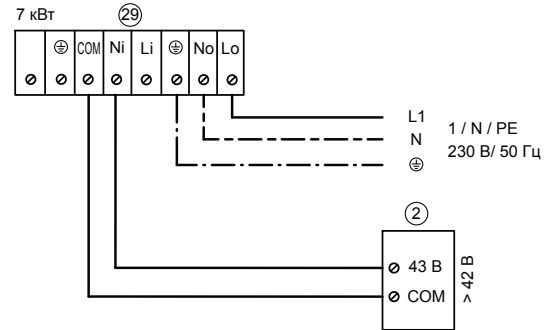 7 кВт
29
COM Ni Li No Lo
L1
N
1 / N / PE
230 В/ 50 Гц
2
43 В
COM
> 42 В